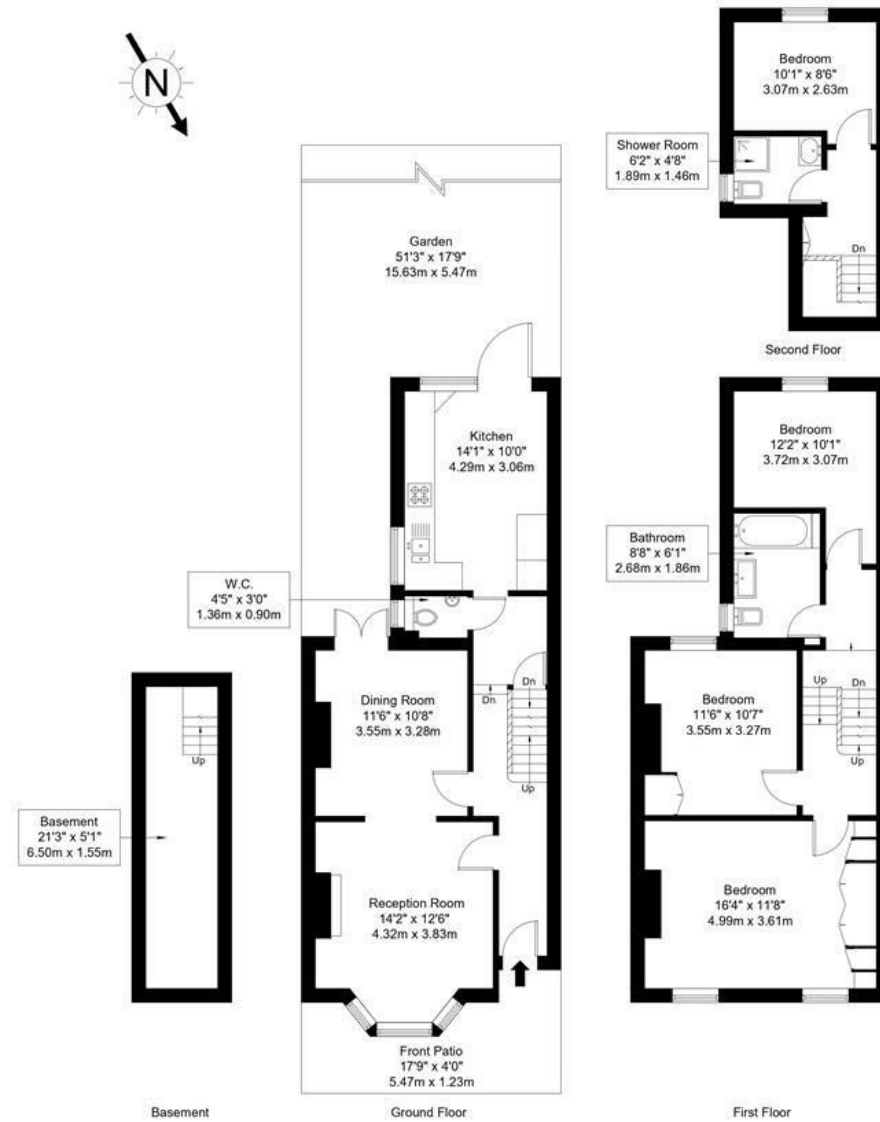 N
Bedroom
10'1" x 8'6"
3.07m x 2.63m
Shower Room
6'2" x 4'8"
1.89m x 1.46m
Dn
Second Floor
Garden
51'3" x 17'9"
15.63m x 5.47m
Kitchen
14'1" x 10'0"
4.29m x 3.06m
W.C.
4'5" x 3'0"
1.36m x 0.90m
Dining Room
11'6" x 10'8"
3.55m x 3.28m
Dn
Dn
Up
Reception Room
14'2" x 12'6"
4.32m x 3.83m
Front Patio
17'9" x 4'0"
5.47m x 1.23m
Ground Floor
Up
Basement
21'3" x 5'1"
6.50m x 1.55m
Basement
Bedroom
12'2" x 10'1"
3.72m x 3.07m
Bathroom
8'8" x 6'1"
2.68m x 1.86m
Bedroom
11'6" x 10'7"
3.55m x 3.27m
Up
Dn
Up
Bedroom
16'4" x 11'8"
4.99m x 3.61m
First Floor